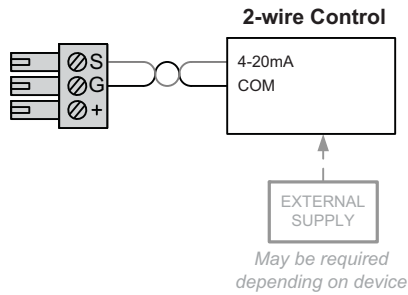 2-wire Control
S
G
+
4-20mA
COM
EXTERNAL
SUPPLY
May be required
depending on device